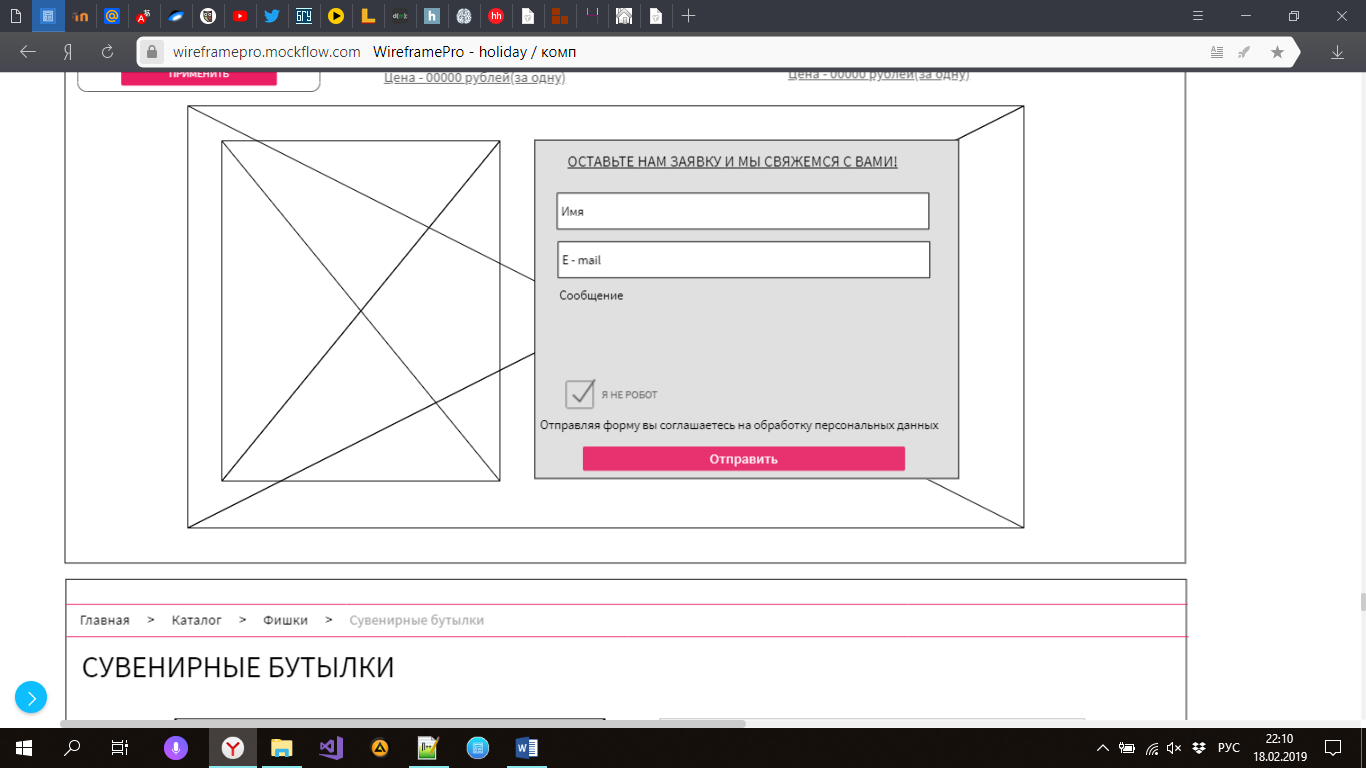 wireframepro.mockflow.com WireframePro - holiday / комп
ПРИМЕНИТЬ
Цена - 00000 рублей(за одну)
Цена - 00000 рублей(за одну)
ОСТАВЬТЕ НАМ ЗАЯВКУ И МЫ СВЯЖЕМСЯ С ВАМИ!
Имя
E - mail
Сообщение
Я НЕ РОБОТ
Отправляя форму вы соглашаетесь на обработку персональных данных
Отправить
Главная > Каталог > Фишки > Сувенирные бутылки
СУВЕНИРНЫЕ БУТЫЛКИ
РУС
22:10
18.02.2019